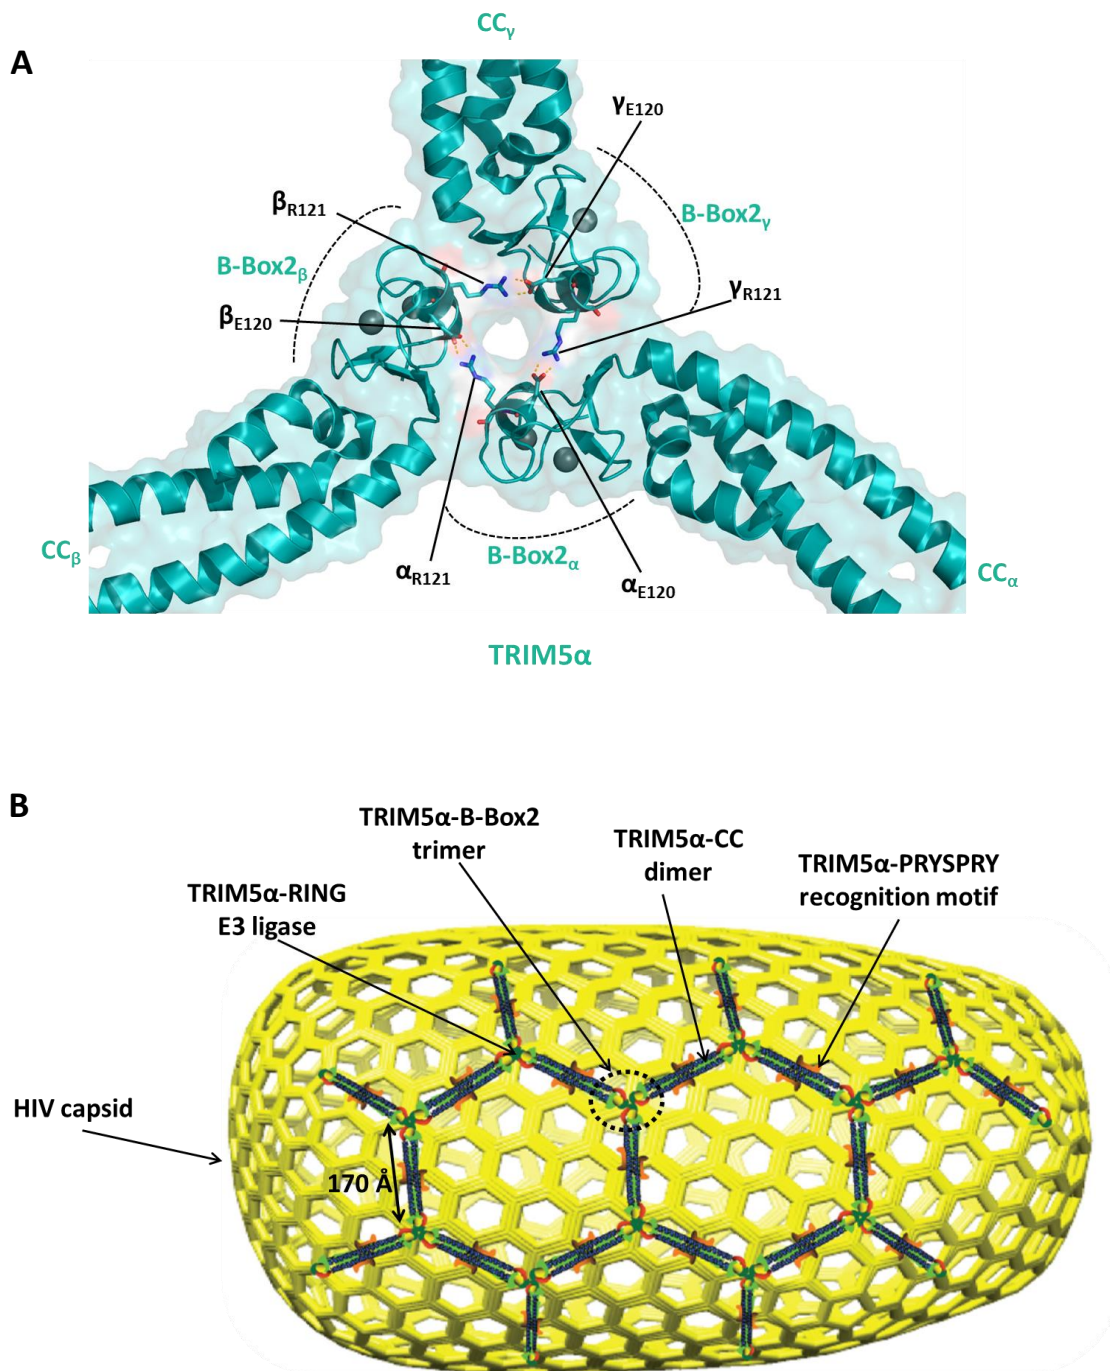 CCγ
A
γE120
βR121
B-Box2γ
B-Box2β
γR121
βE120
CCβ
B-Box2α
αR121
αE120
CCα
TRIM5α
B
TRIM5α-B-Box2
trimer
TRIM5α-CC
dimer
TRIM5α-PRYSPRY
recognition motif
TRIM5α-RING
E3 ligase
HIV capsid
170 Å